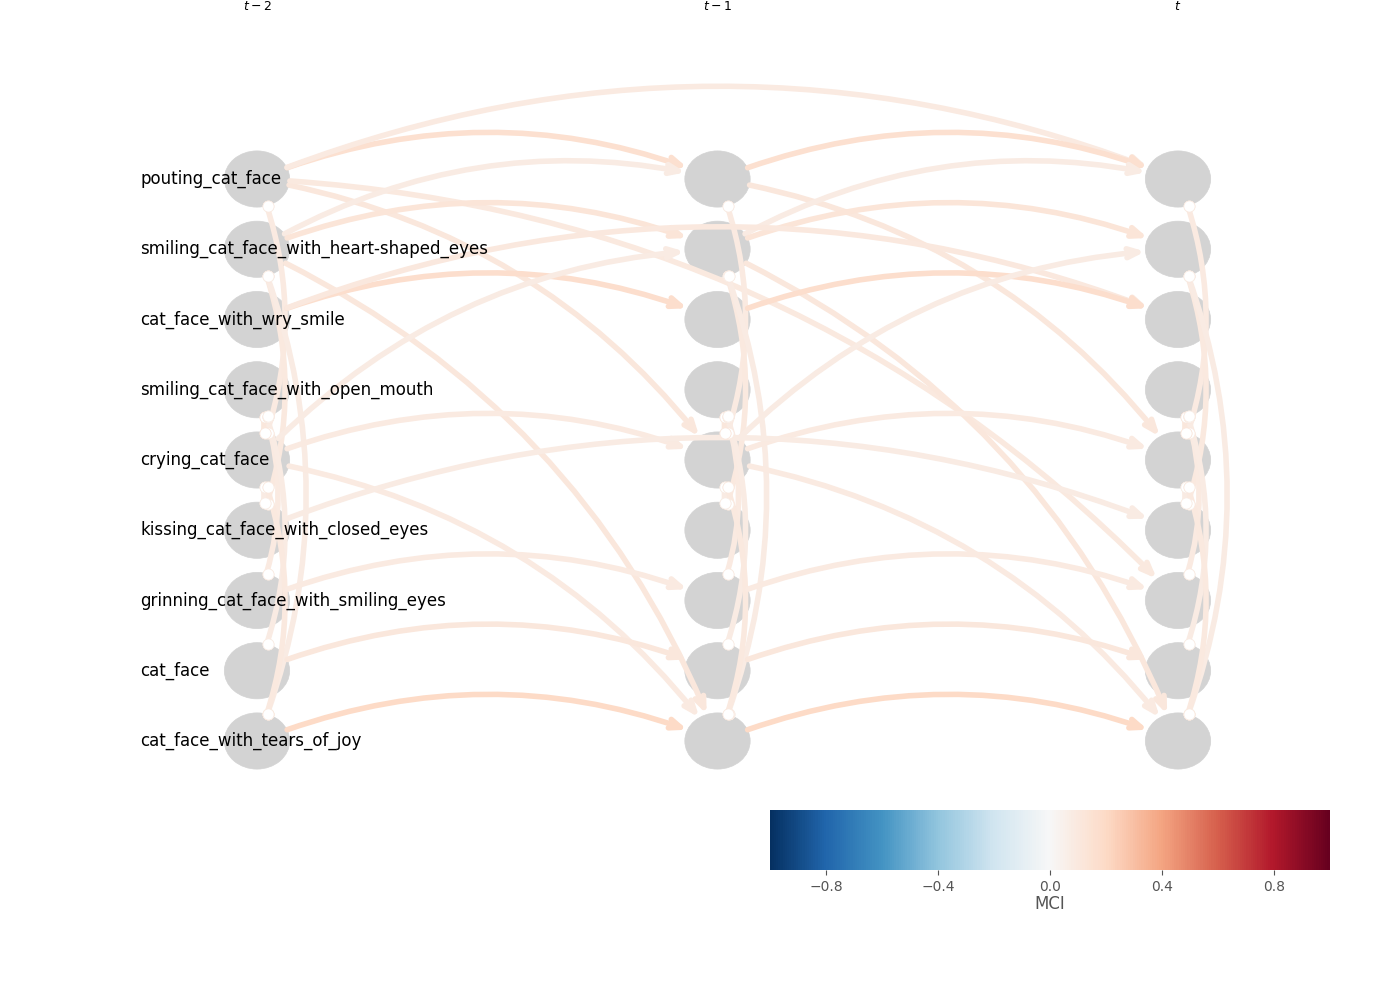 t − 2 t − 1 t
pouting_cat_face
smiling_cat_face_with_heart-shaped_eyes
cat_face_with_wry_smile
smiling_cat_face_with_open_mouth
crying_cat_face
kissing_cat_face_with_closed_eyes
grinning_cat_face_with_smiling_eyes
cat_face
cat_face_with_tears_of_joy
−0.8 −0.4 0.0 0.4 0.8
MCI